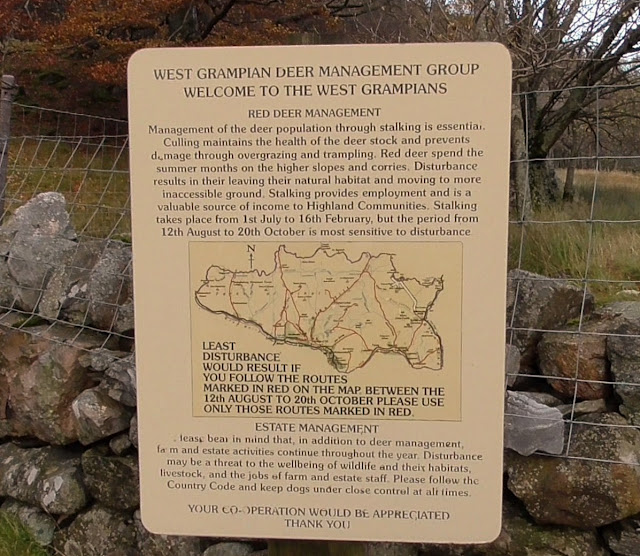 WEST GRAMPIAN DEER MANAGEMENT GROUP
WELCOME TO THE WEST GRAMPIANS
RED DEER MANAGEMENT
Management of the deer population through stalking is essential.
Culling maintains the health of the deer stock and prevents
damage through overgrazing and trampling. Red deer spend the
summer months on the higher slopes and corries. Disturbance
results in their leaving their natural habitat and moving to more
inaccessible ground. Stalking provides employment and is a
valuable source of income to Highland Communities. Stalking
takes place from 1st July to 16th February, but the period from
12th August to 20th October is most sensitive to disturbance
N
LEAST
DISTURBANCE
WOULD RESULT IF
YOU FOLLOW THE ROUTES
MARKED IN RED ON THE MAP. BETWEEN THE
12th AUGUST TO 20th OCTOBER PLEASE USE
ONLY THOSE ROUTES MARKED IN RED.
ESTATE MANAGEMENT
Please bear in mind that, in addition to deer management,
farm and estate activities continue throughout the year. Disturbance
may be a threat to the wellbeing of wildlife and their habitats,
livestock, and the jobs of farm and estate staff. Please follow the
Country Code and keep dogs under close control at all times.
YOUR CO-OPERATION WOULD BE APPRECIATED
THANK YOU